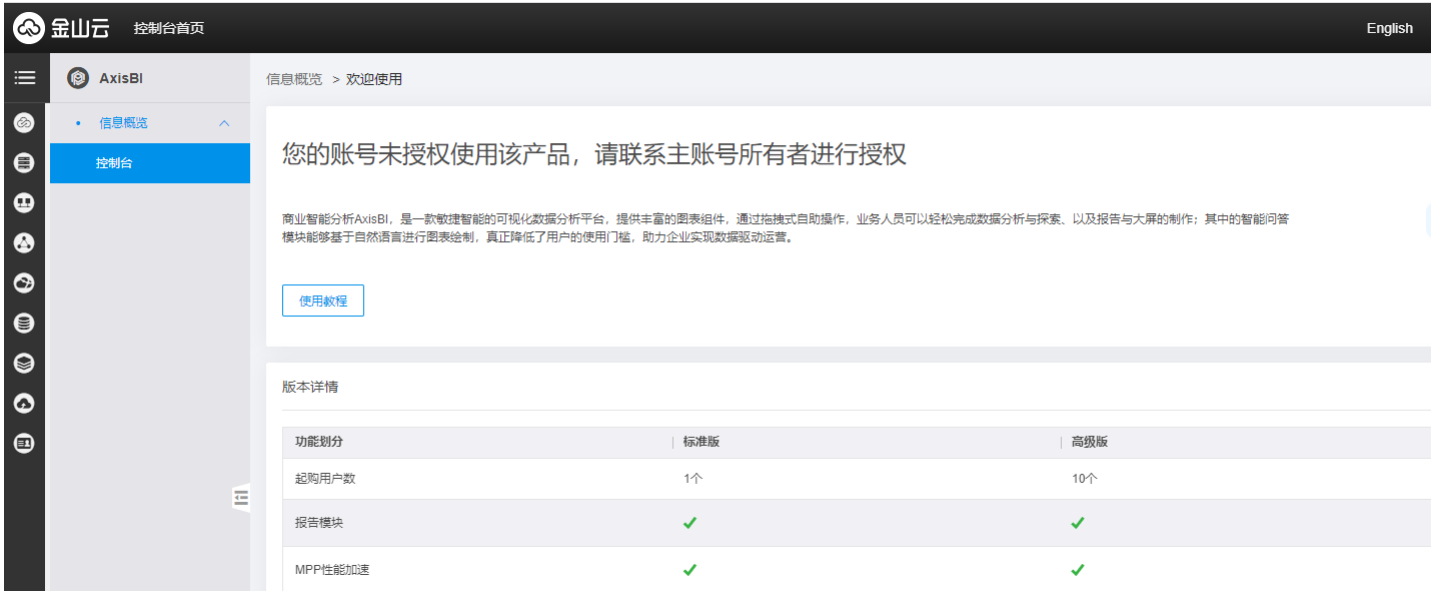 金山云 控制台首页 English
AxisBI
信息概览 > 欢迎使用
信息概览
控制台
您的账号未授权使用该产品，请联系主账号所有者进行授权
商业智能分析AxisBI，是一款敏捷智能的可视化数据分析平台，提供丰富的图表组件，通过拖拽式自助操作，业务人员可以轻松完成数据分析与探索、以及报告与大屏的制作；其中的智能问答
模块能够基于自然语言进行图表绘制，真正降低了用户的使用门槛，助力企业实现数据驱动运营。
使用教程
版本详情
功能划分 标准版 高级版
起购用户数 1个 10个
报告模块 ✔ ✔
MPP性能加速 ✔ ✔